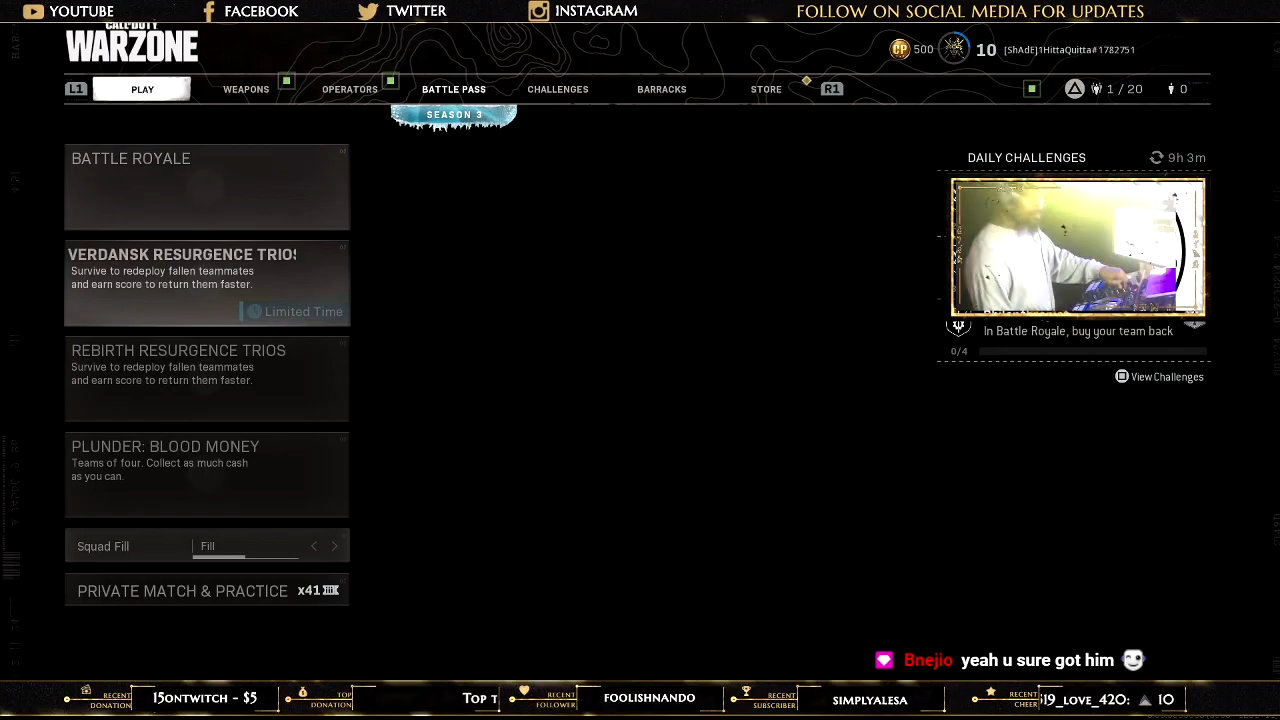 YOUTUBE FACEBOOK TWITTER INSTAGRAM FOLLOW ON SOCIAL MEDIA FOR UPDATES
CALL OF DUTY
WARZONE
CP 500 10 [ShAdE]1HittaQuitta#1782751
L1 PLAY WEAPONS OPERATORS BATTLE PASS CHALLENGES BARRACKS STORE R1 1 / 20 0
SEASON 3
BATTLE ROYALE
DAILY CHALLENGES 9h 3m
VERDANSK RESURGENCE TRIOS
Survive to redeploy fallen teammates
and earn score to return them faster.
Limited Time
In Battle Royale, buy your team back
0/4
View Challenges
REBIRTH RESURGENCE TRIOS
Survive to redeploy fallen teammates
and earn score to return them faster.
PLUNDER: BLOOD MONEY
Teams of four. Collect as much cash
as you can.
Squad Fill Fill
PRIVATE MATCH & PRACTICE x41
Bnejio yeah u sure got him
RECENT DONATION 15ONTWITCH - $5 TOP DONATION TOP T RECENT FOLLOWER FOOLISHNANDO RECENT SUBSCRIBER SIMPLYALESA RECENT CHEER 319_LOVE_420: 10